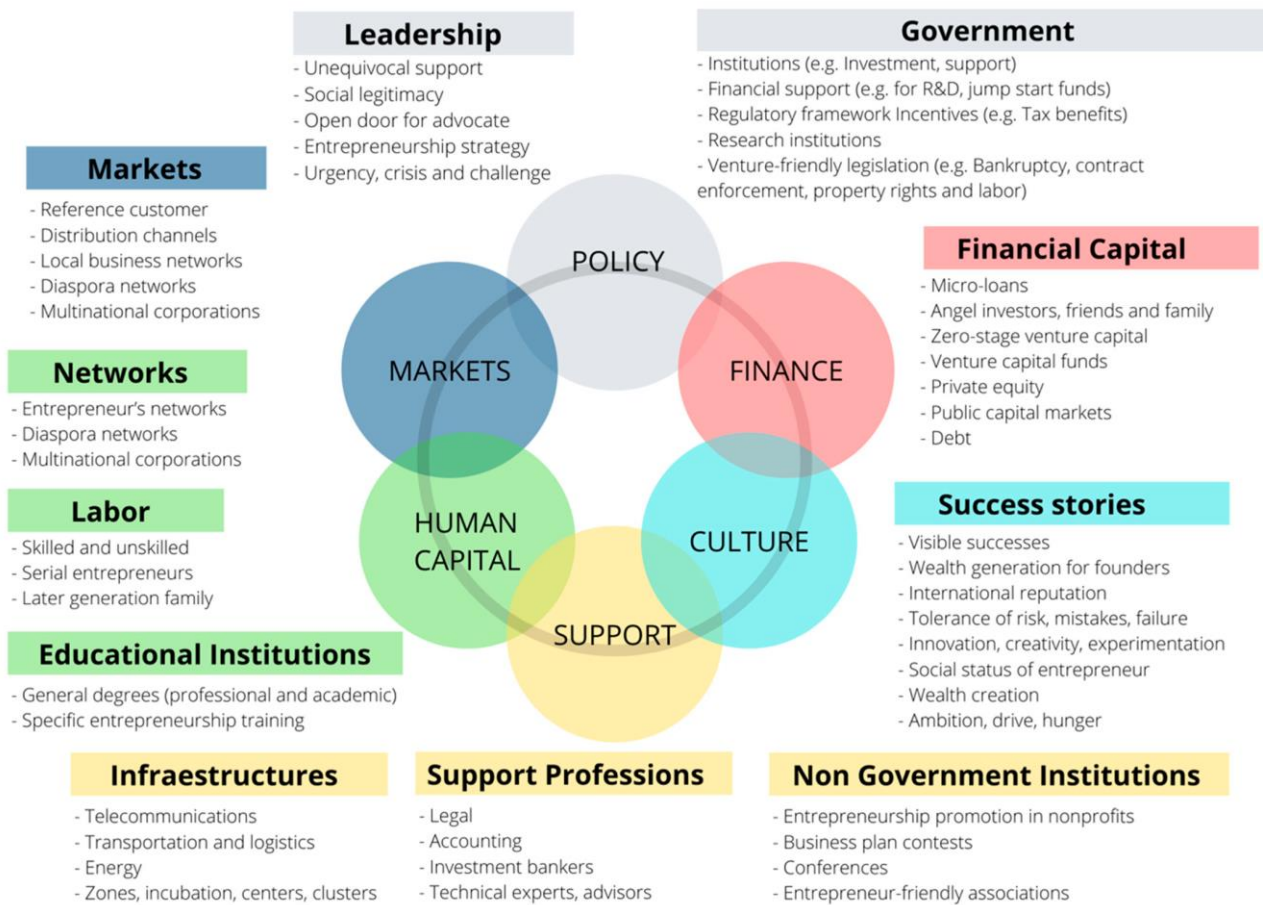 Leadership
- Unequivocal support
- Social legitimacy
- Open door for advocate
- Entrepreneurship strategy
- Urgency, crisis and challenge
Government
- Institutions (e.g. Investment, support)
- Financial support (e.g. for R&D, jump start funds)
- Regulatory framework Incentives (e.g. Tax benefits)
- Research institutions
- Venture-friendly legislation (e.g. Bankruptcy, contract
enforcement, property rights and labor)
Markets
- Reference customer
- Distribution channels
- Local business networks
- Diaspora networks
- Multinational corporations
POLICY
MARKETS
FINANCE
HUMAN
CAPITAL
CULTURE
SUPPORT
Financial Capital
- Micro-loans
- Angel investors, friends and family
- Zero-stage venture capital
- Venture capital funds
- Private equity
- Public capital markets
- Debt
Networks
- Entrepreneur's networks
- Diaspora networks
- Multinational corporations
Labor
- Skilled and unskilled
- Serial entrepreneurs
- Later generation family
Success stories
- Visible successes
- Wealth generation for founders
- International reputation
- Tolerance of risk, mistakes, failure
- Innovation, creativity, experimentation
- Social status of entrepreneur
- Wealth creation
- Ambition, drive, hunger
Educational Institutions
- General degrees (professional and academic)
- Specific entrepreneurship training
Infraestructures
- Telecommunications
- Transportation and logistics
- Energy
- Zones, incubation, centers, clusters
Support Professions
- Legal
- Accounting
- Investment bankers
- Technical experts, advisors
Non Government Institutions
- Entrepreneurship promotion in nonprofits
- Business plan contests
- Conferences
- Entrepreneur-friendly associations